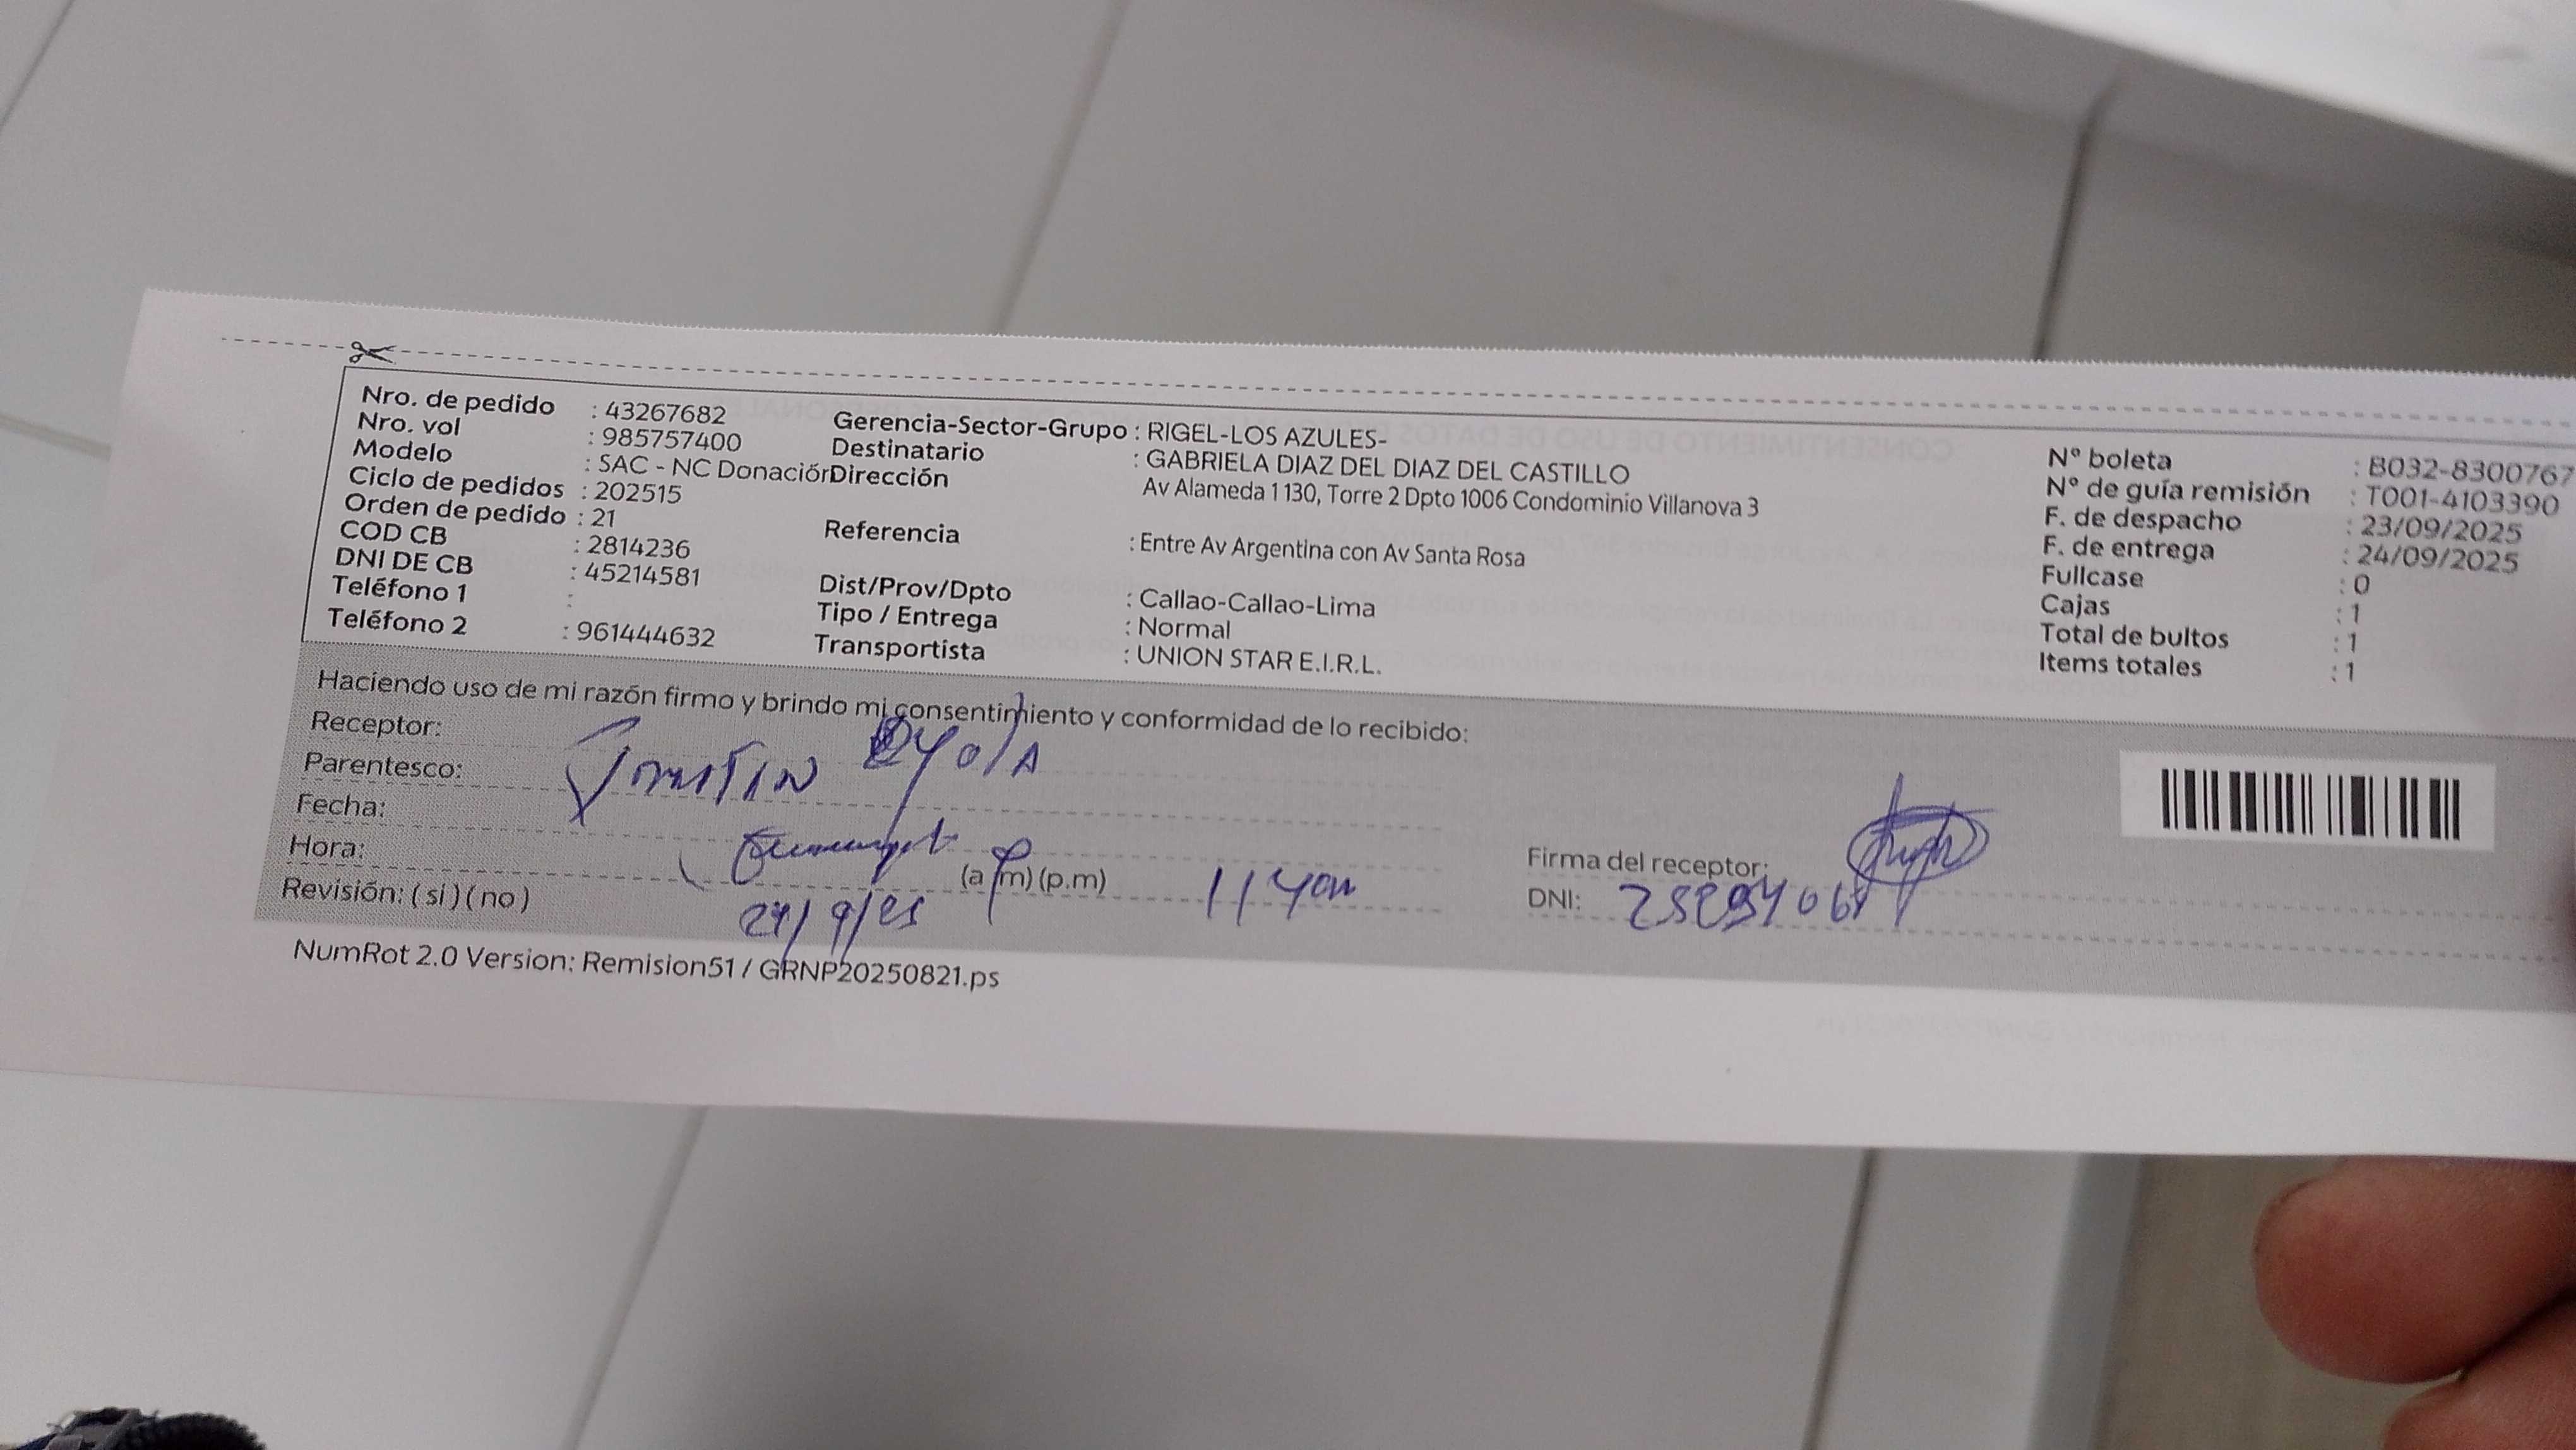 Nro. de pedido : 43267682
Nro. vol : 985757400
Modelo : SAC - NC Donación
Ciclo de pedidos : 202515
Orden de pedido : 21
COD CB : 2814236
DNI DE CB : 45214581
Teléfono 1 :
Teléfono 2 : 961444632
Gerencia-Sector-Grupo : RIGEL-LOS AZULES-
Destinatario : GABRIELA DIAZ DEL DIAZ DEL CASTILLO
Dirección Av Alameda 1 130, Torre 2 Dpto 1006 Condominio Villanova 3
Referencia : Entre Av Argentina con Av Santa Rosa
Dist/Prov/Dpto : Callao-Callao-Lima
Tipo / Entrega : Normal
Transportista : UNION STAR E.I.R.L.
N° boleta : B032-8300767
N° de guía remisión : T001-4103390
F. de despacho : 23/09/2025
F. de entrega : 24/09/2025
Fullcase : 0
Cajas : 1
Total de bultos : 1
Items totales : 1
Haciendo uso de mi razón firmo y brindo mi consentimiento y conformidad de lo recibido:
Receptor:
Parentesco:
Fecha:
Hora: (a.m) (p.m)
Revisión: ( si ) ( no ) 24/9/25
Firma del receptor:
DNI:
NumRot 2.0 Version: Remision51 / GRNP20250821.ps